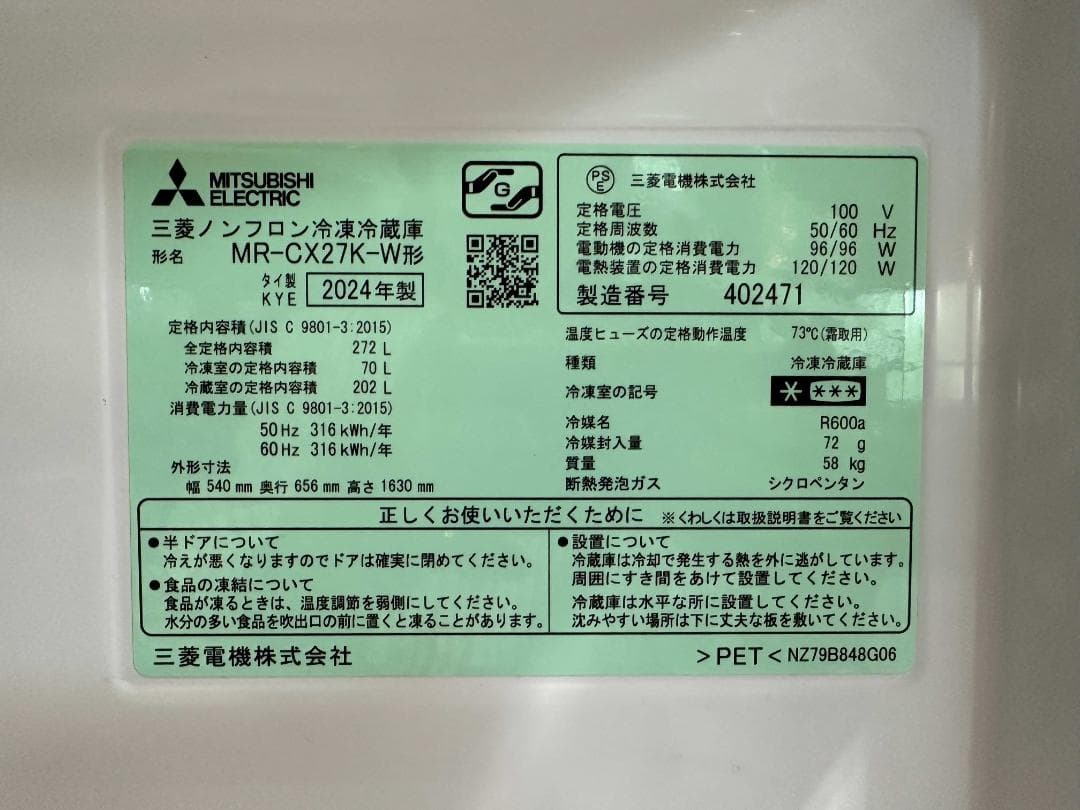 MITSUBISHI
ELECTRIC
三菱ノンフロン冷凍冷蔵庫
形名 MR-CX27K-W形
タイ製
KYE
2024年製
G
定格内容積(JIS C 9801-3:2015)
全定格内容積 272 L
冷凍室の定格内容積 70 L
冷蔵室の定格内容積 202 L
消費電力量(JIS C 9801-3:2015)
50Hz 316kWh/年
60Hz 316kWh/年
外形寸法
幅 540mm 奥行 656mm 高さ 1630mm
PSE 三菱電機株式会社
定格電圧 100 V
定格周波数 50/60 Hz
電動機の定格消費電力 96/96 W
電熱装置の定格消費電力 120/120 W
製造番号 402471
温度ヒューズの定格動作温度 73℃(霜取用)
種類 冷凍冷蔵庫
冷凍室の記号 * ***
冷媒名 R600a
冷媒封入量 72 g
質量 58 kg
断熱発泡ガス シクロペンタン
正しくお使いいただくために ※くわしくは取扱説明書をご覧ください
●半ドアについて
冷えが悪くなりますのでドアは確実に閉めてください。
●食品の凍結について
食品が凍るときは、温度調節を弱側にしてください。
水分の多い食品を吹出口の前に置くと凍ることがあります。
●設置について
冷蔵庫は冷却で発生する熱を外に逃がしています。
周囲にすき間をあけて設置してください。
冷蔵庫は水平な所に設置してください。
沈みやすい場所は下に丈夫な板を敷いてください。
三菱電機株式会社
>PET< NZ79B848G06